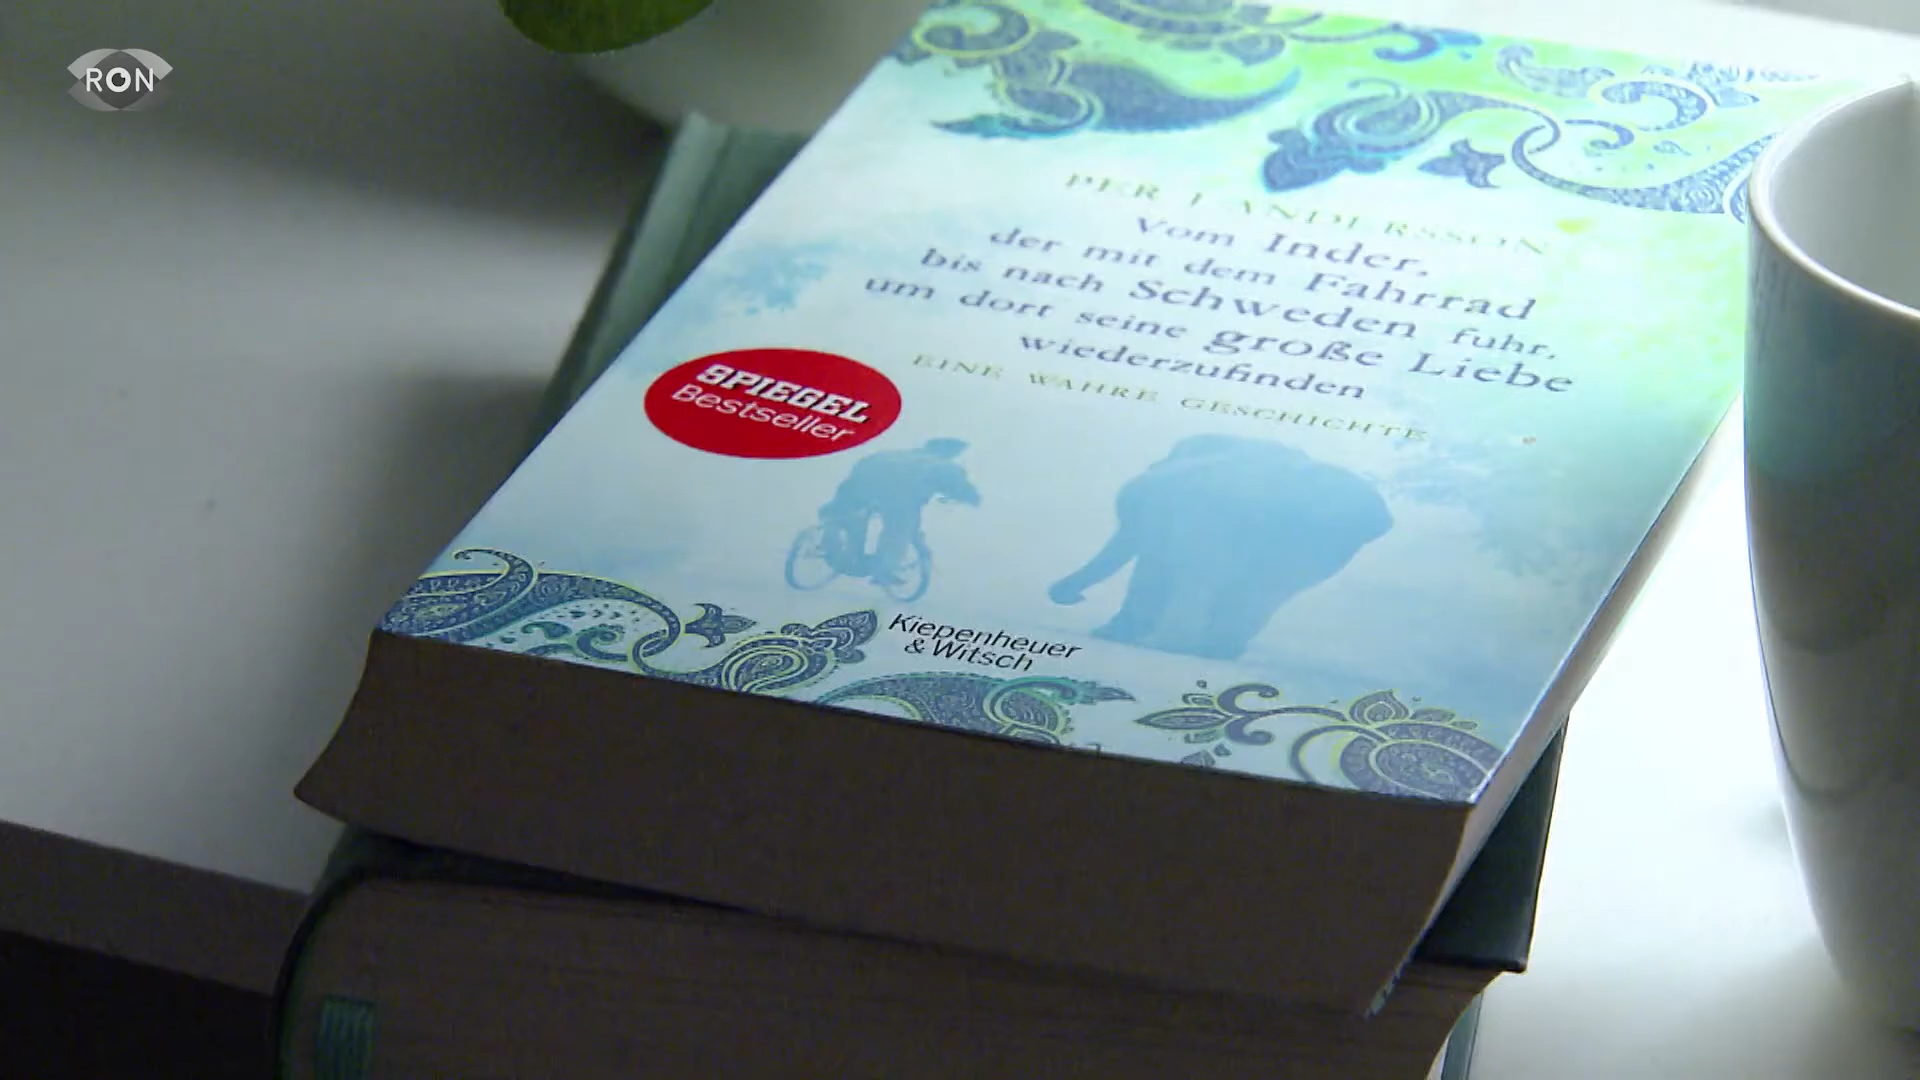 RON
PER J ANDERSSON
Vom Inder,
der mit dem Fahrrad
bis nach Schweden fuhr,
um dort seine große Liebe
wiederzufinden
EINE WAHRE GESCHICHTE
SPIEGEL
Bestseller
Kiepenheuer
& Witsch